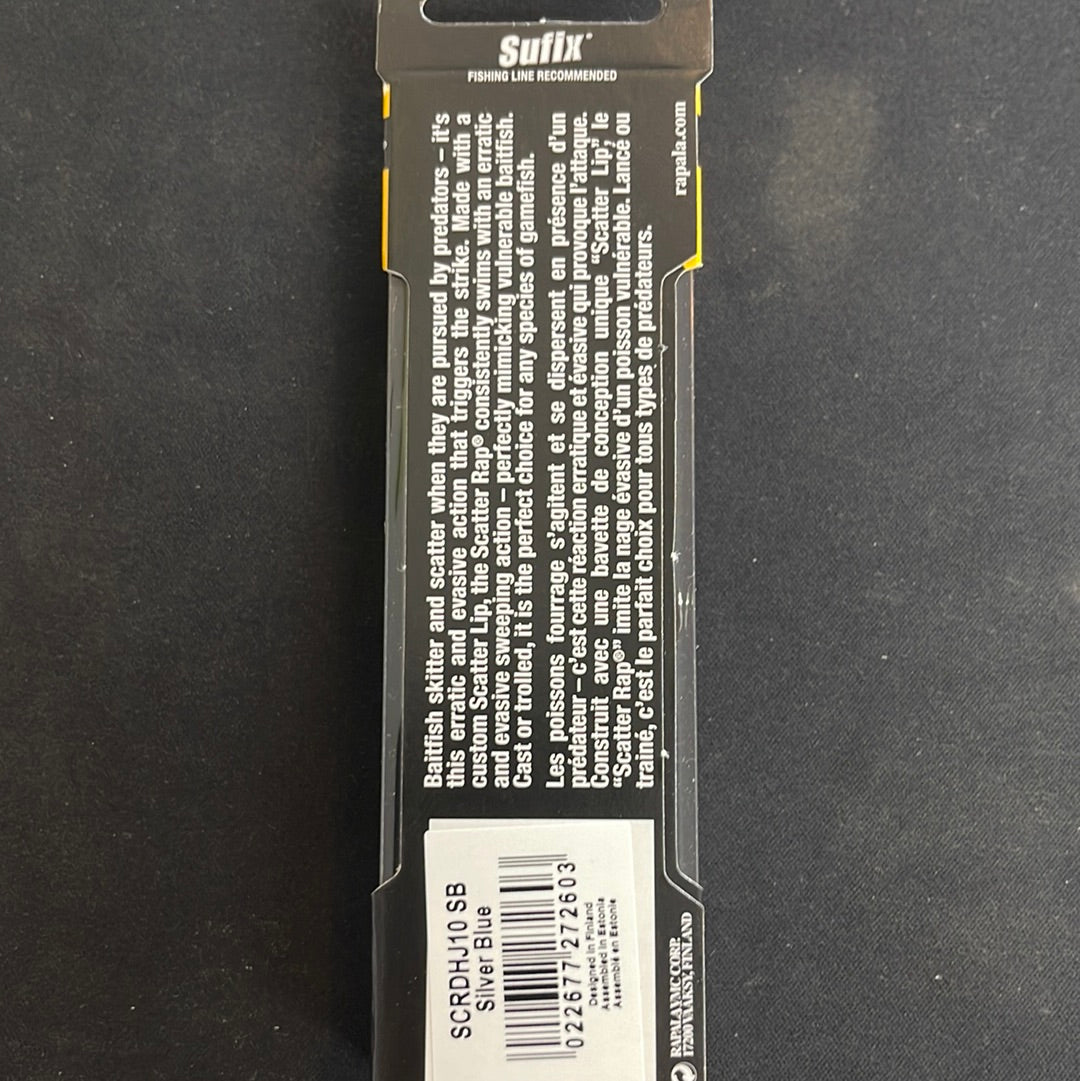 Sufix
FISHING LINE RECOMMENDED
rapala.com
Baitfish skitter and scatter when they are pursued by predators – it's
this erratic and evasive action that triggers the strike. Made with a
custom Scatter Lip, the Scatter Rap® consistently swims with an erratic
and evasive sweeping action – perfectly mimicking vulnerable baitfish.
Cast or trolled, it is the perfect choice for any species of gamefish.
Les poissons fourrage s'agitent et se dispersent en présence d'un
prédateur – c'est cette réaction erratique et évasive qui provoque l'attaque.
Construit avec une bavette de conception unique “Scatter Lip”, le
“Scatter Rap®” imite la nage évasive d'un poisson vulnérable. Lancé ou
trainé, c'est le parfait choix pour tous types de prédateurs.
SCRDHJ10 SB
Silver Blue
022677 272603
Designed in Finland
Assembled in Estonia
Assemblé en Estonie
RAPALA VMC CORP.
17200 VÄÄKSY, FINLAND